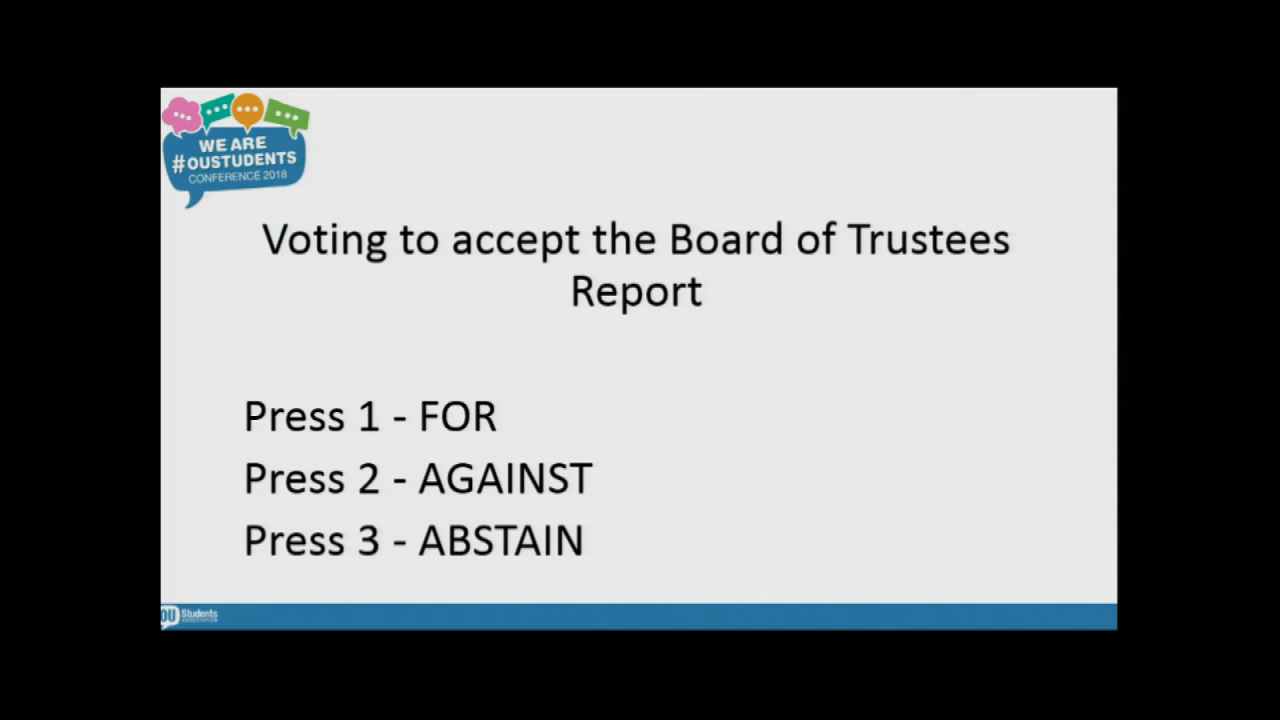 WE ARE
#OUSTUDENTS
CONFERENCE 2018
Voting to accept the Board of Trustees
Report
Press 1 - FOR
Press 2 - AGAINST
Press 3 - ABSTAIN
OU Students
ASSOCIATION